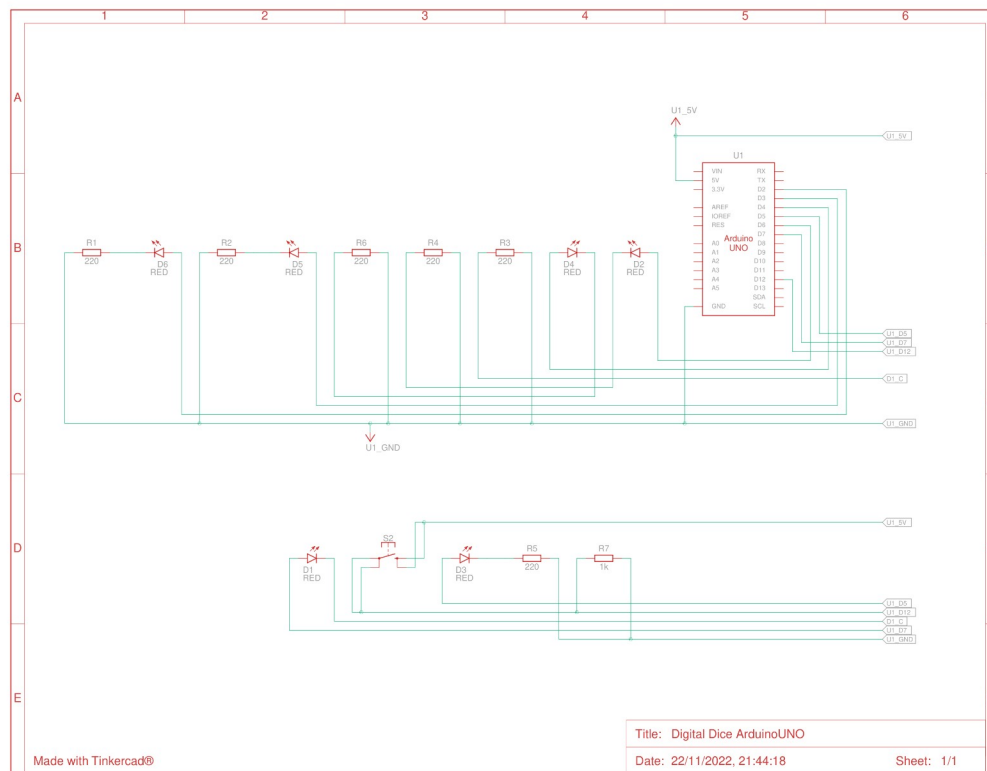 1 2 3 4 5 6
A
U1_5V
U1_5V
U1
VIN RX
5V TX
3.3V D2
D3
AREF D4
IOREF D5
RES D6
D7
Arduino
UNO
A0 D8
A1 D9
A2 D10
A3 D11
A4 D12
A5 D13
SDA
GND SCL
B
R1 R2 R6 R4 R3
220 D6 220 D5 220 220 220 D4 D2
RED RED RED RED
U1_D5
U1_D7
U1_D12
D1_C
C
U1_GND
U1_GND
U1_5V
D
S2
R5 R7
D1 D3 220 1k
RED RED
U1_D5
U1_D12
D1_C
U1_D7
U1_GND
E
Title: Digital Dice ArduinoUNO
Made with Tinkercad®
Date: 22/11/2022, 21:44:18 Sheet: 1/1